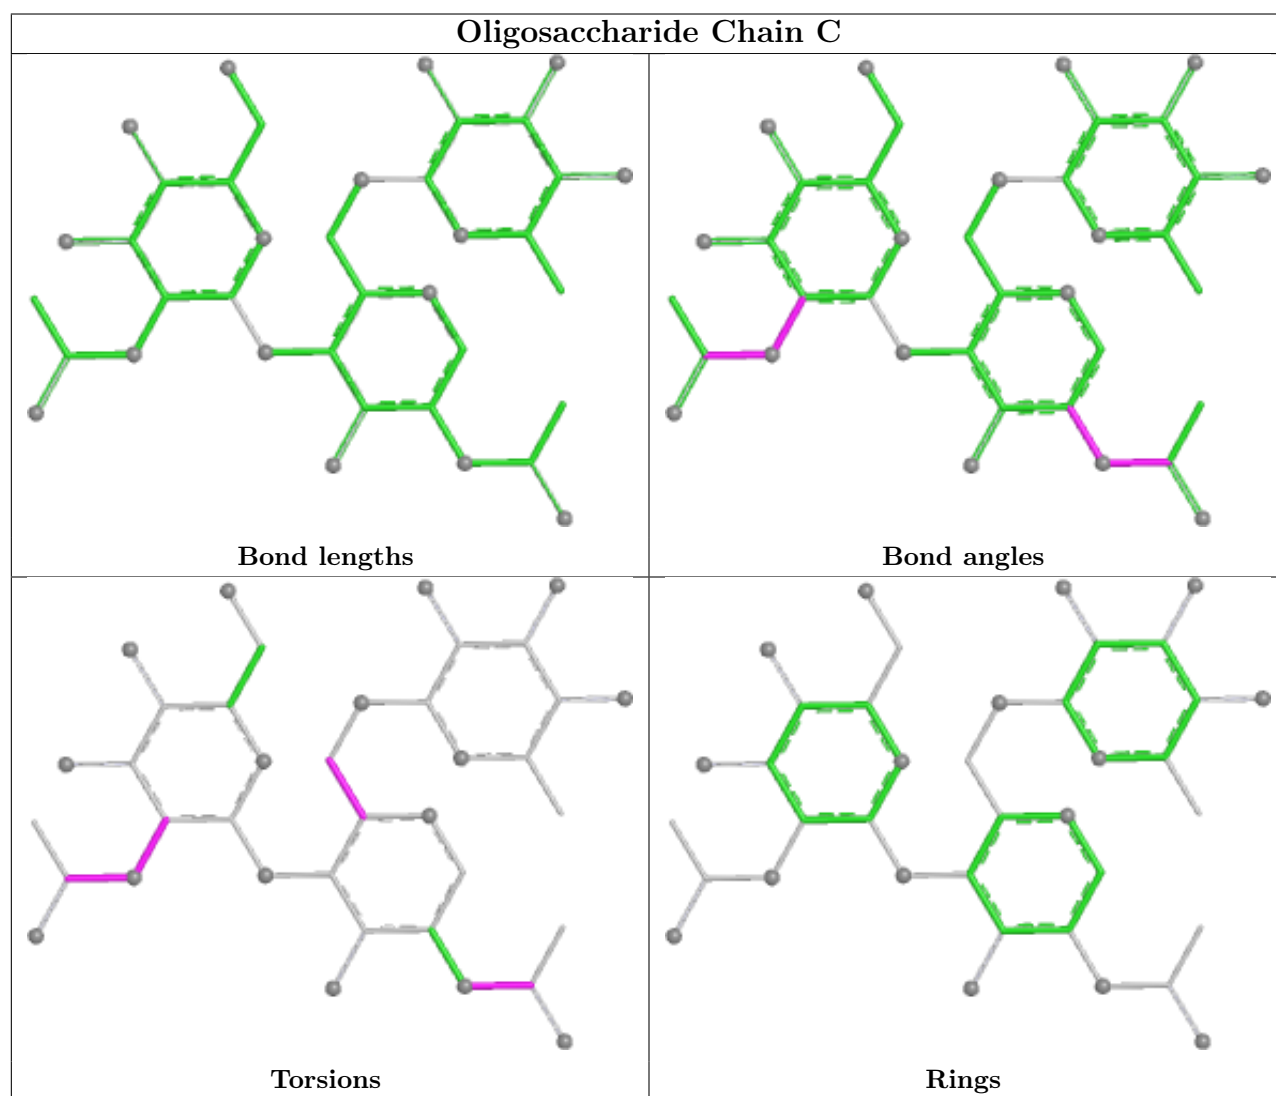 Oligosaccharide Chain C
Bond lengths
Bond angles
Torsions
Rings